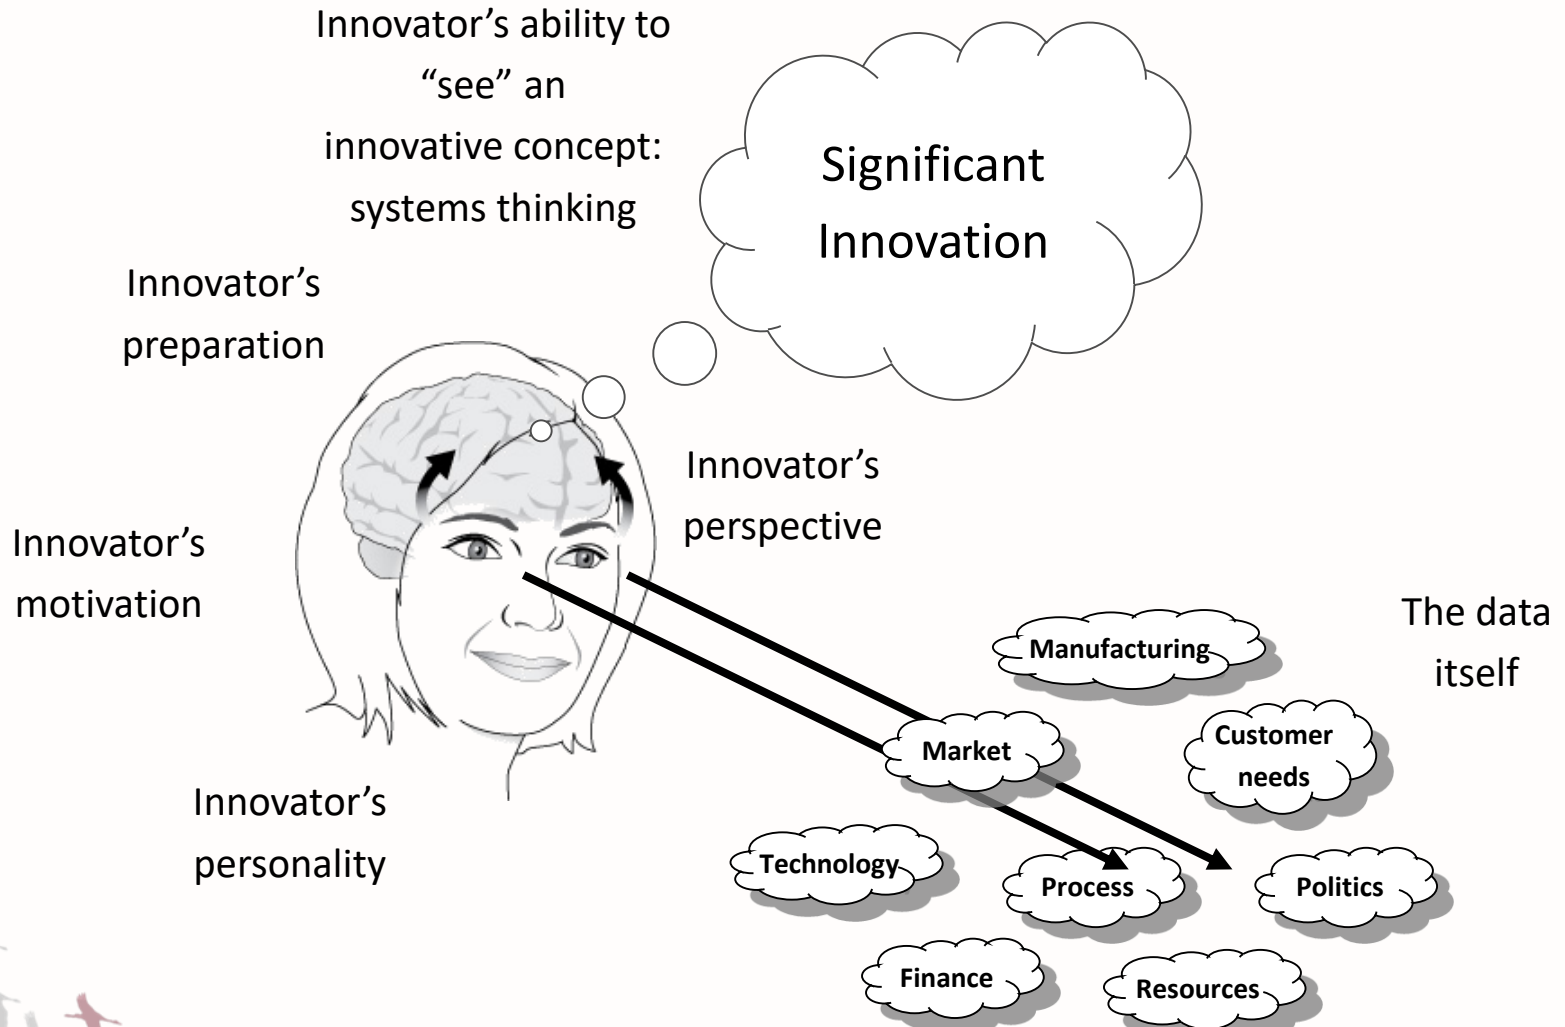 Innovator’s ability to
“see” an
innovative concept:
systems thinking
Significant
Innovation
Innovator’s
preparation
Innovator’s
perspective
Innovator’s
motivation
The data
itself
Manufacturing
Customer
needs
Market
Innovator’s
personality
Technology
Process
Politics
Finance
Resources